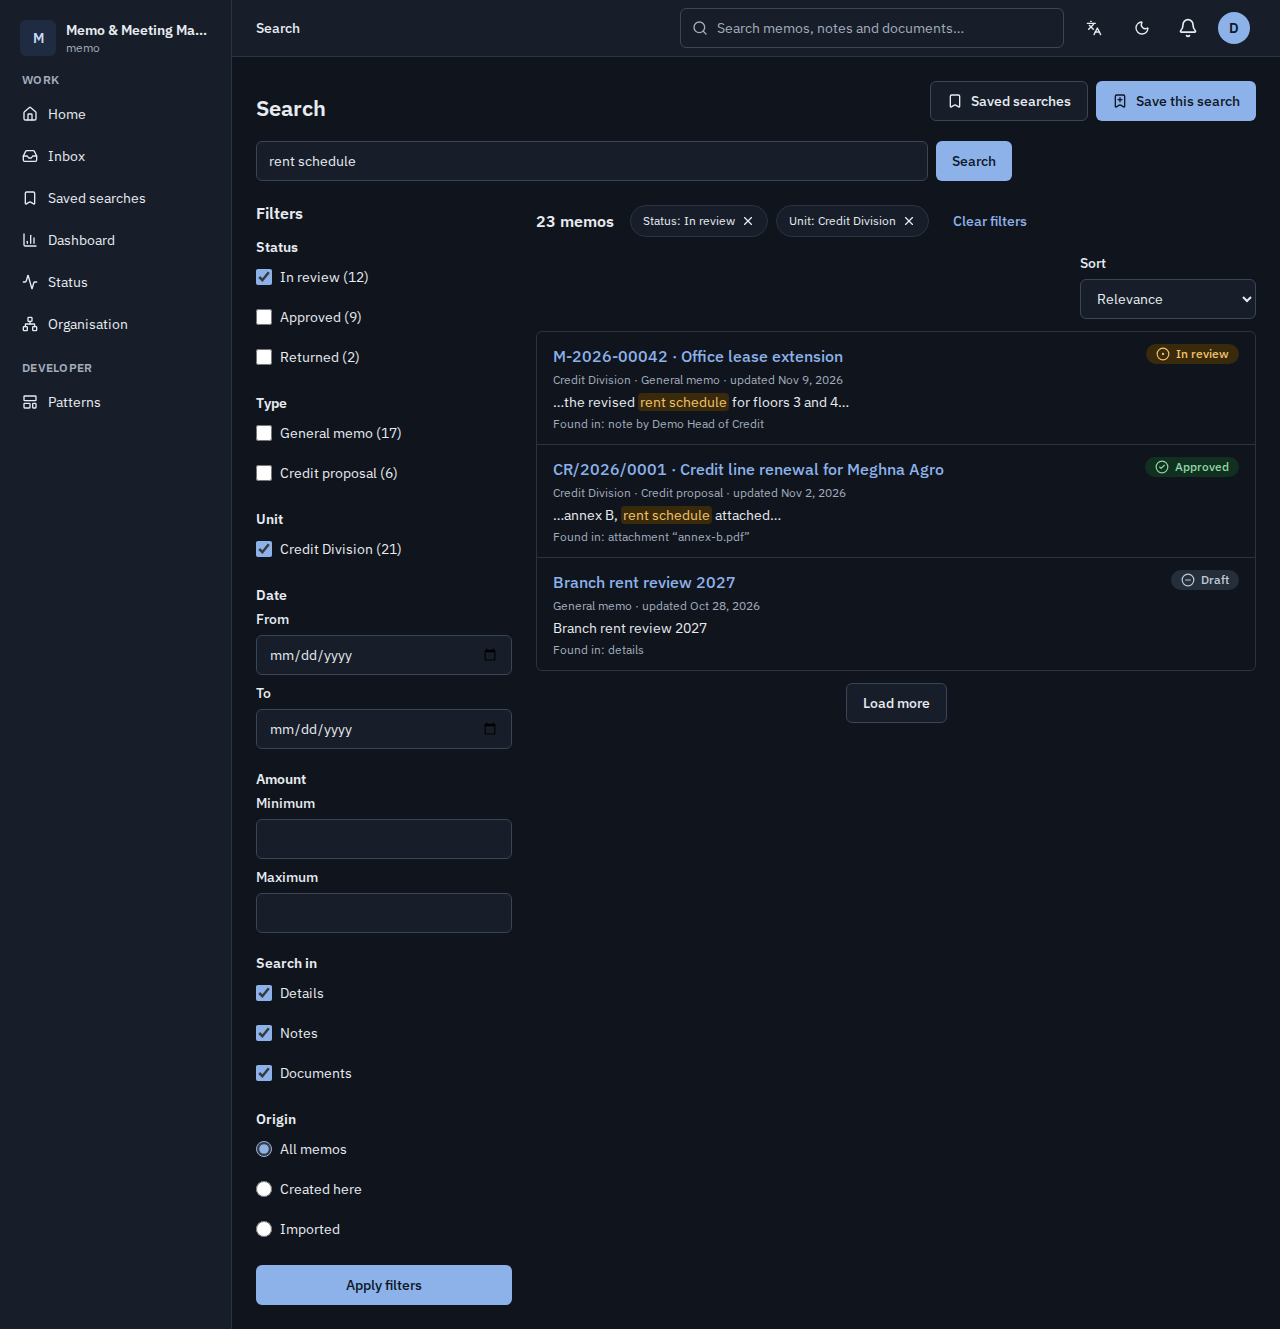 M
Memo & Meeting Ma...
memo
WORK
Home
Inbox
Saved searches
Dashboard
Status
Organisation
DEVELOPER
Patterns
Search
Search memos, notes and documents...
D
Search
Saved searches
Save this search
rent schedule
Search
Filters
Status
In review (12)
Approved (9)
Returned (2)
Type
General memo (17)
Credit proposal (6)
Unit
Credit Division (21)
Date
From
mm/dd/yyyy
To
mm/dd/yyyy
Amount
Minimum
Maximum
Search in
Details
Notes
Documents
Origin
All memos
Created here
Imported
Apply filters
23 memos
Status: In review
Unit: Credit Division
Clear filters
Sort
Relevance
M-2026-00042 · Office lease extension
In review
Credit Division · General memo · updated Nov 9, 2026
...the revised rent schedule for floors 3 and 4...
Found in: note by Demo Head of Credit
CR/2026/0001 · Credit line renewal for Meghna Agro
Approved
Credit Division · Credit proposal · updated Nov 2, 2026
...annex B, rent schedule attached...
Found in: attachment “annex-b.pdf”
Branch rent review 2027
Draft
General memo · updated Oct 28, 2026
Branch rent review 2027
Found in: details
Load more